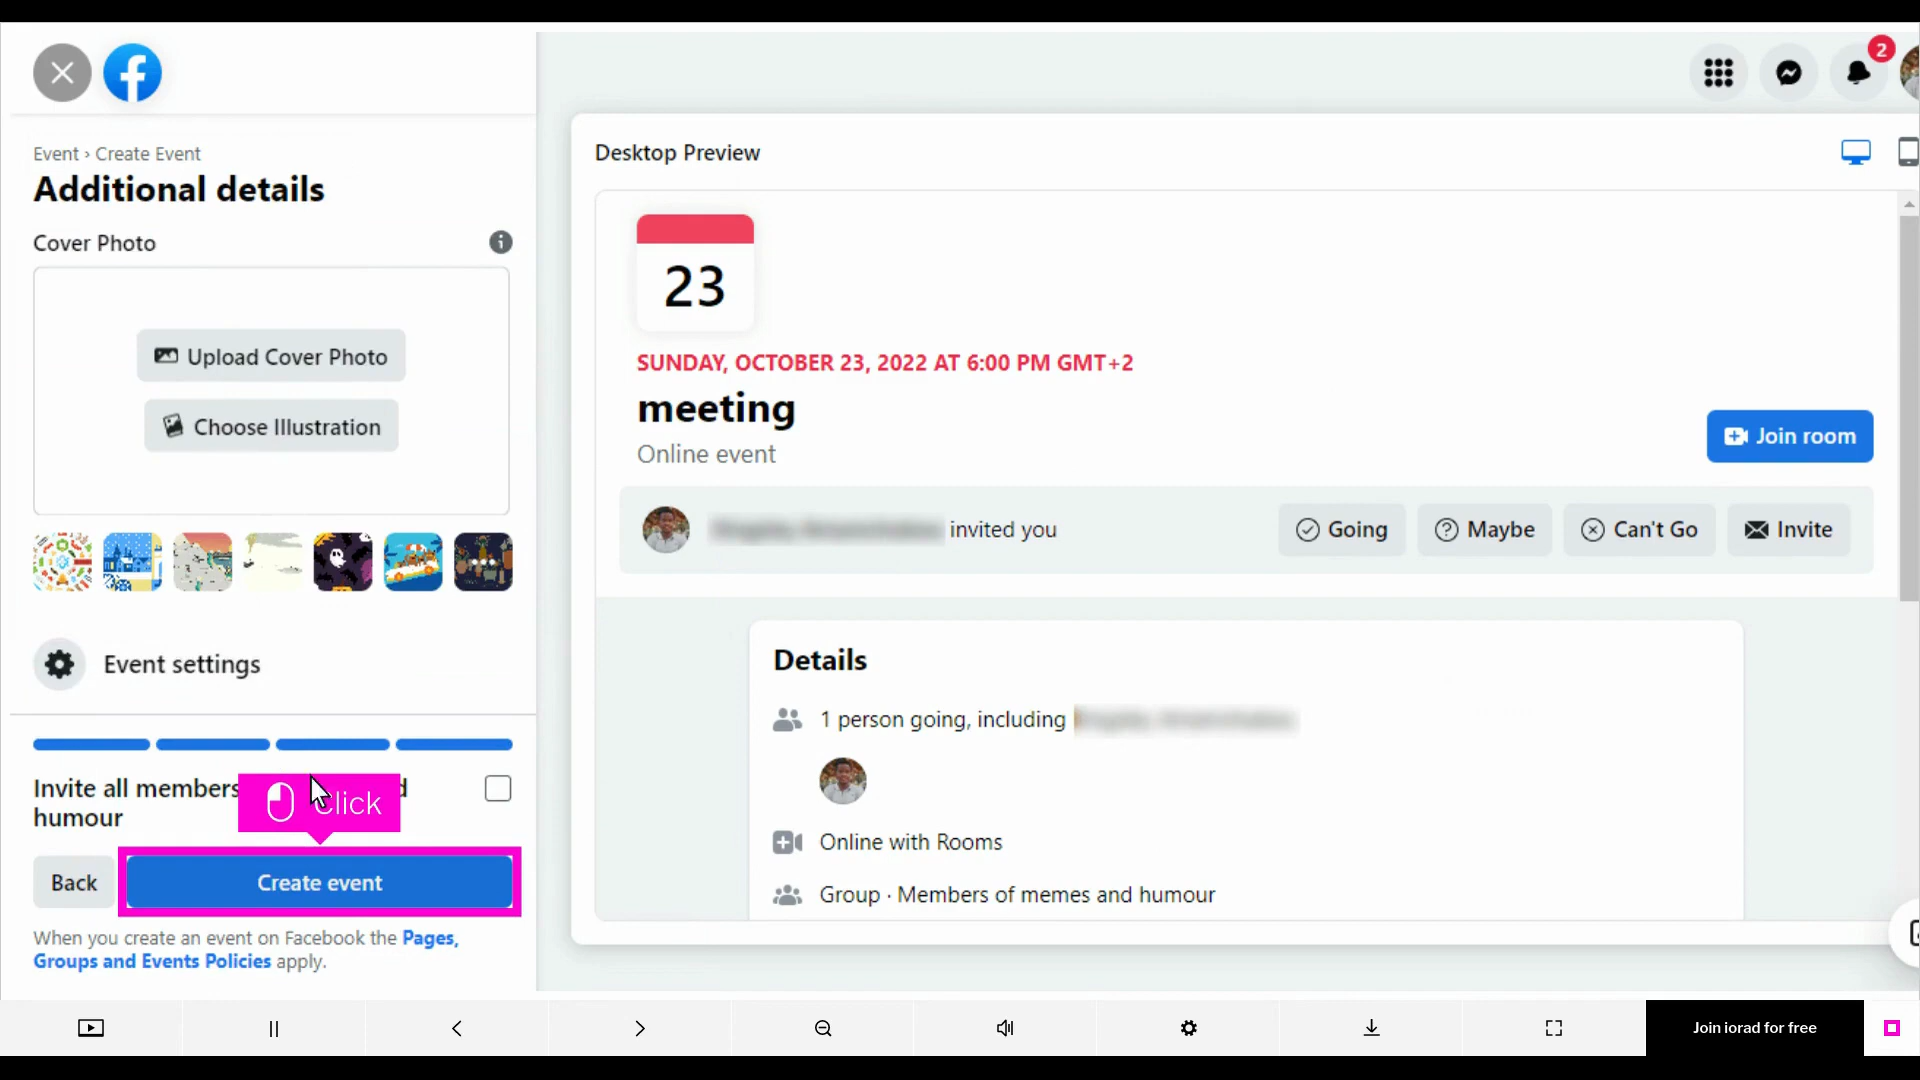 2
Event › Create Event
Additional details
Cover Photo
Upload Cover Photo
Choose Illustration
Event settings
Invite all members
d
humour
Click
Back
Create event
When you create an event on Facebook the Pages,
Groups and Events Policies apply.
Desktop Preview
23
SUNDAY, OCTOBER 23, 2022 AT 6:00 PM GMT+2
meeting
Online event
Join room
invited you
Going
Maybe
Can't Go
Invite
Details
1 person going, including
Online with Rooms
Group · Members of memes and humour
Join iorad for free